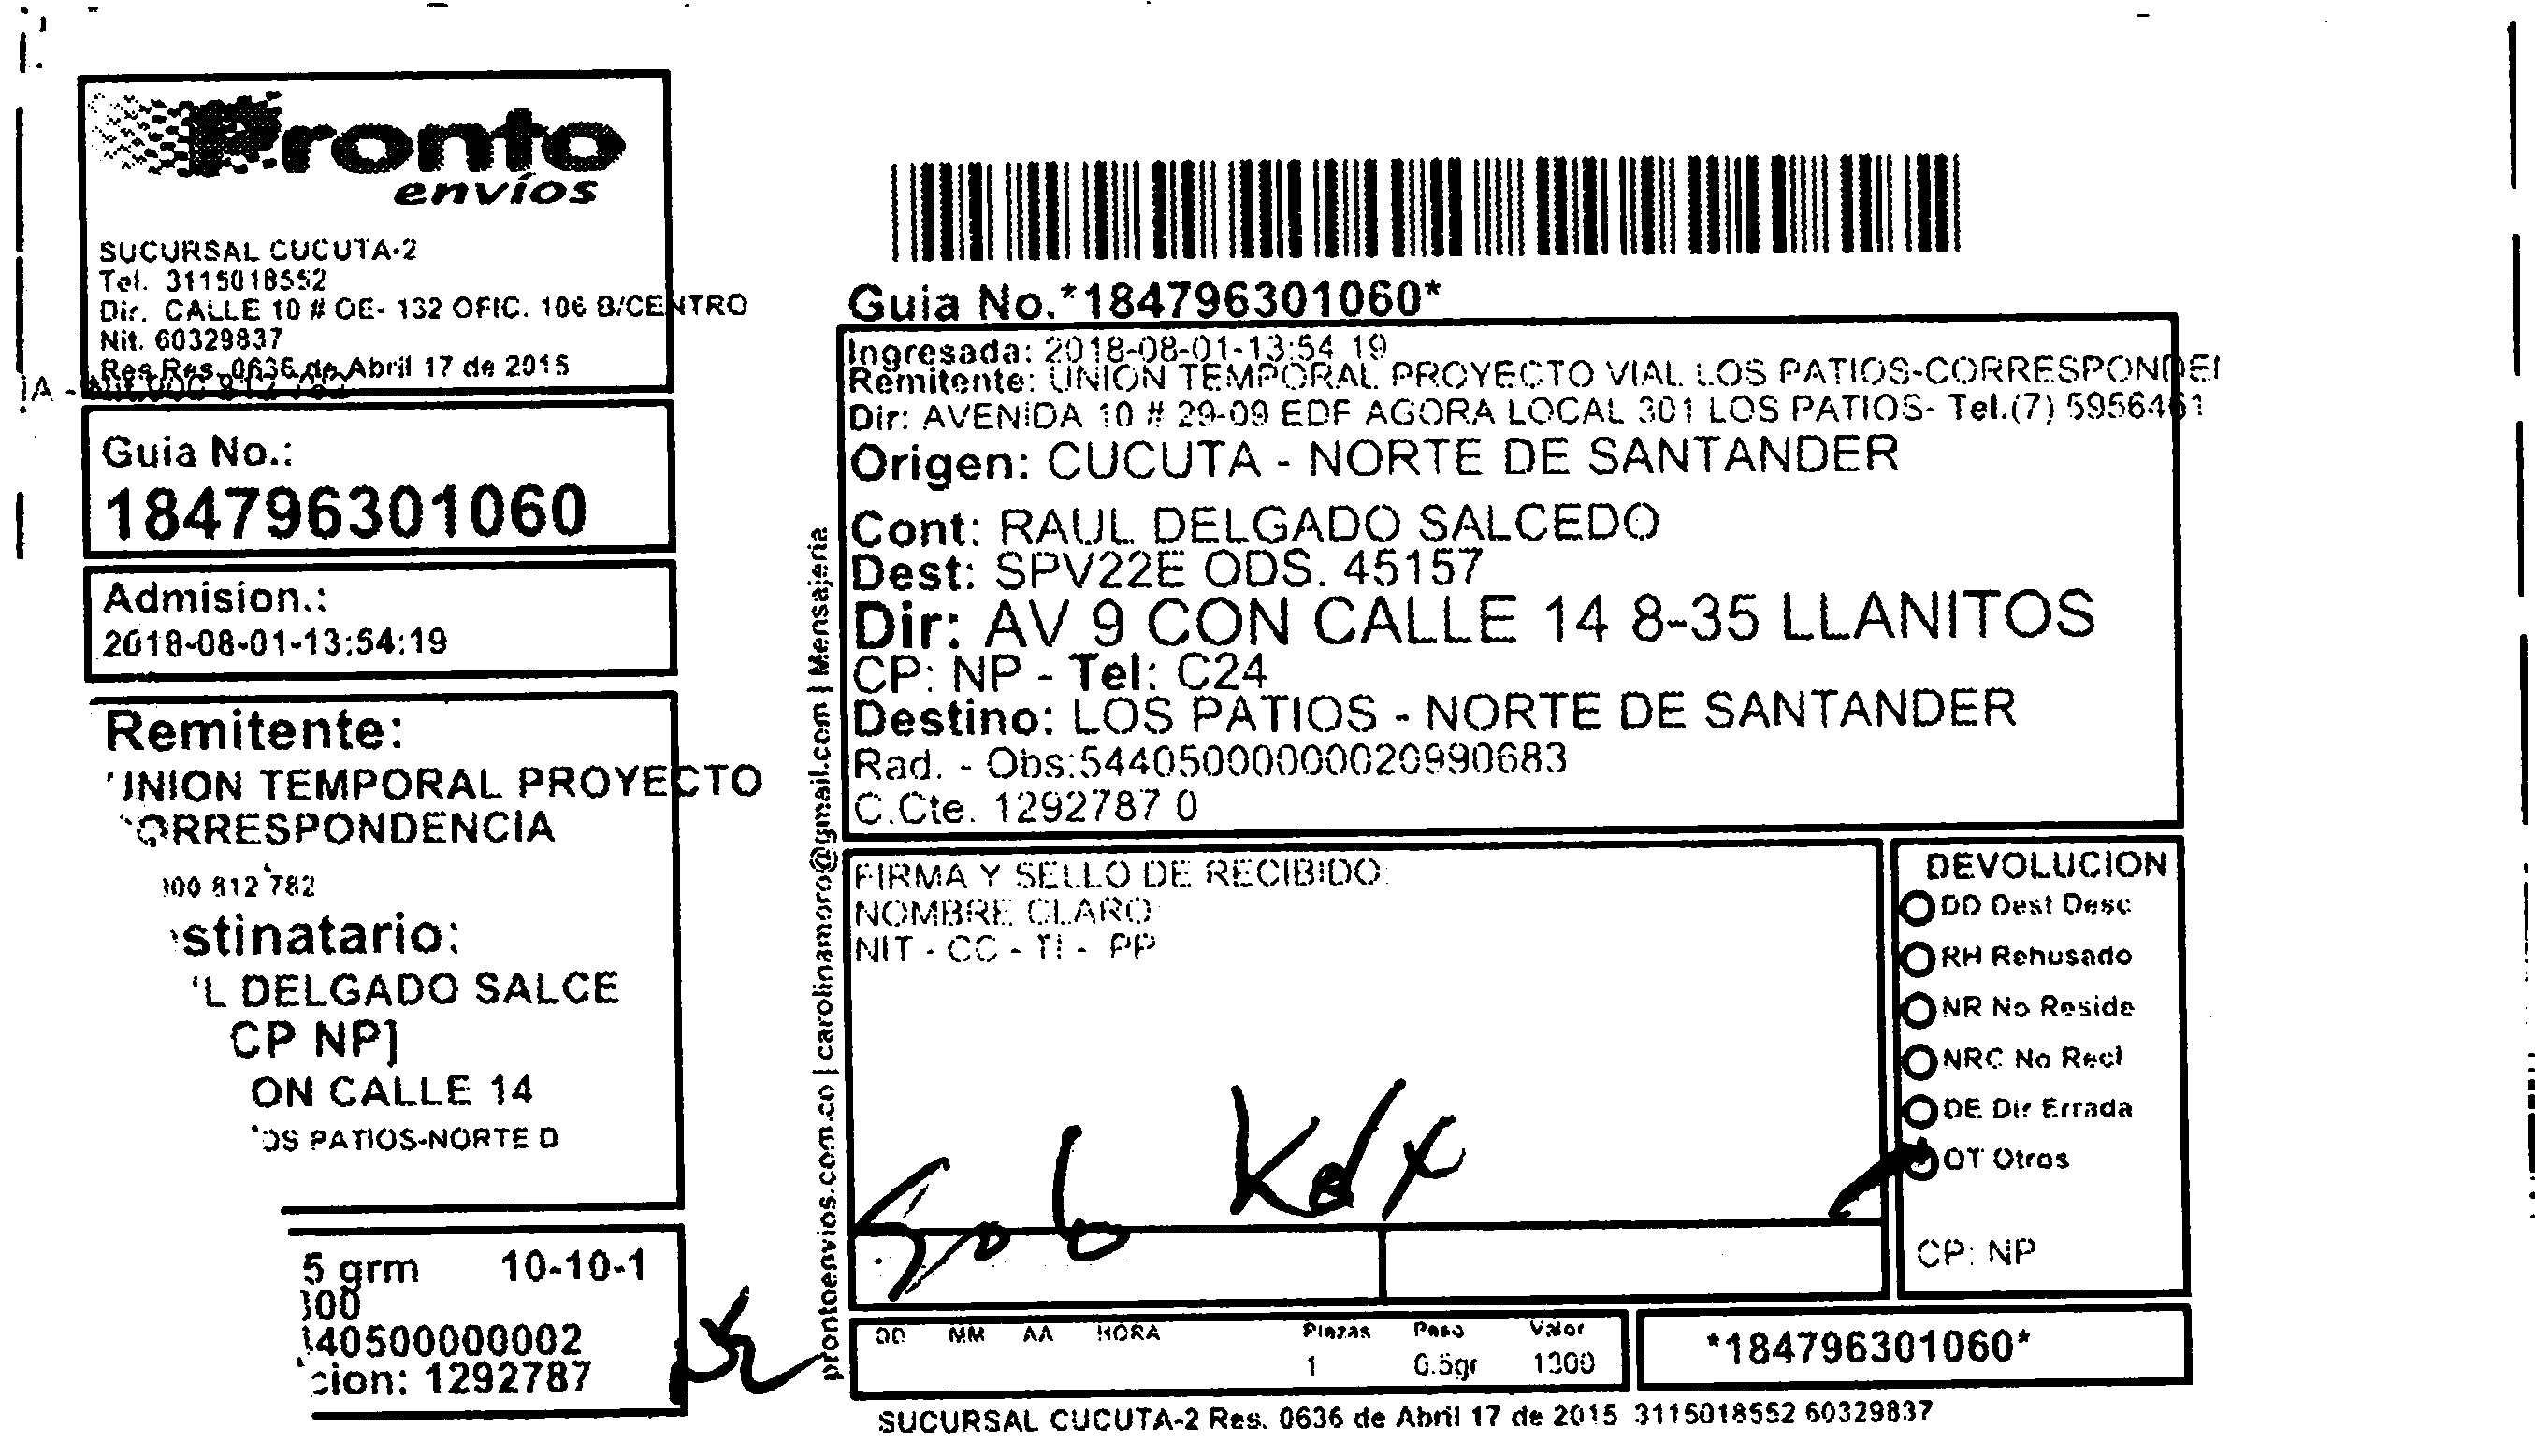 Pronto
envíos
SUCURSAL CUCUTA-2
Tel. 3115018552
Dir. CALLE 10 # OE- 132 OFIC. 106 B/CENTRO
Nit. 60329837
Res Res. 0636 de Abril 17 de 2015
IA -
Guia No.:
184796301060
Admision.:
2018-08-01-13:54:19
Remitente:
UNION TEMPORAL PROYECTO
CORRESPONDENCIA
812 782
stinatario:
L DELGADO SALCE
CP NP]
ON CALLE 14
OS PATIOS-NORTE D
5 grm 10-10-1
300
440500000002
cion: 1292787
prontoenvios.com.co | carolinamoro@gmail.com | Mensajeria
Guia No.*184796301060*
Ingresada: 2018-08-01-13:54 19
Remitente: UNION TEMPORAL PROYECTO VIAL LOS PATIOS-CORRESPONDE
Dir: AVENIDA 10 # 29-09 EDF AGORA LOCAL 301 LOS PATIOS- Tel.(7) 5956461
Origen: CUCUTA - NORTE DE SANTANDER
Cont: RAUL DELGADO SALCEDO
Dest: SPV22E ODS. 45157
Dir: AV 9 CON CALLE 14 8-35 LLANITOS
CP: NP - Tel: C24
Destino: LOS PATIOS - NORTE DE SANTANDER
Rad. - Obs:544050000000020990683
C.Cte. 1292787 0
FIRMA Y SELLO DE RECIBIDO:
NOMBRE CLARO
NIT - CC - TI - PP
DEVOLUCION
DD Dest Desc
RH Rehusado
NR No Reside
NRC No Recl
DE Dir Errada
OT Otros
CP: NP
DD MM AA HORA Piezas Peso Valor
1 0.5gr 1300
*184796301060*
SUCURSAL CUCUTA-2 Res. 0636 de Abril 17 de 2015 3115018552 60329837